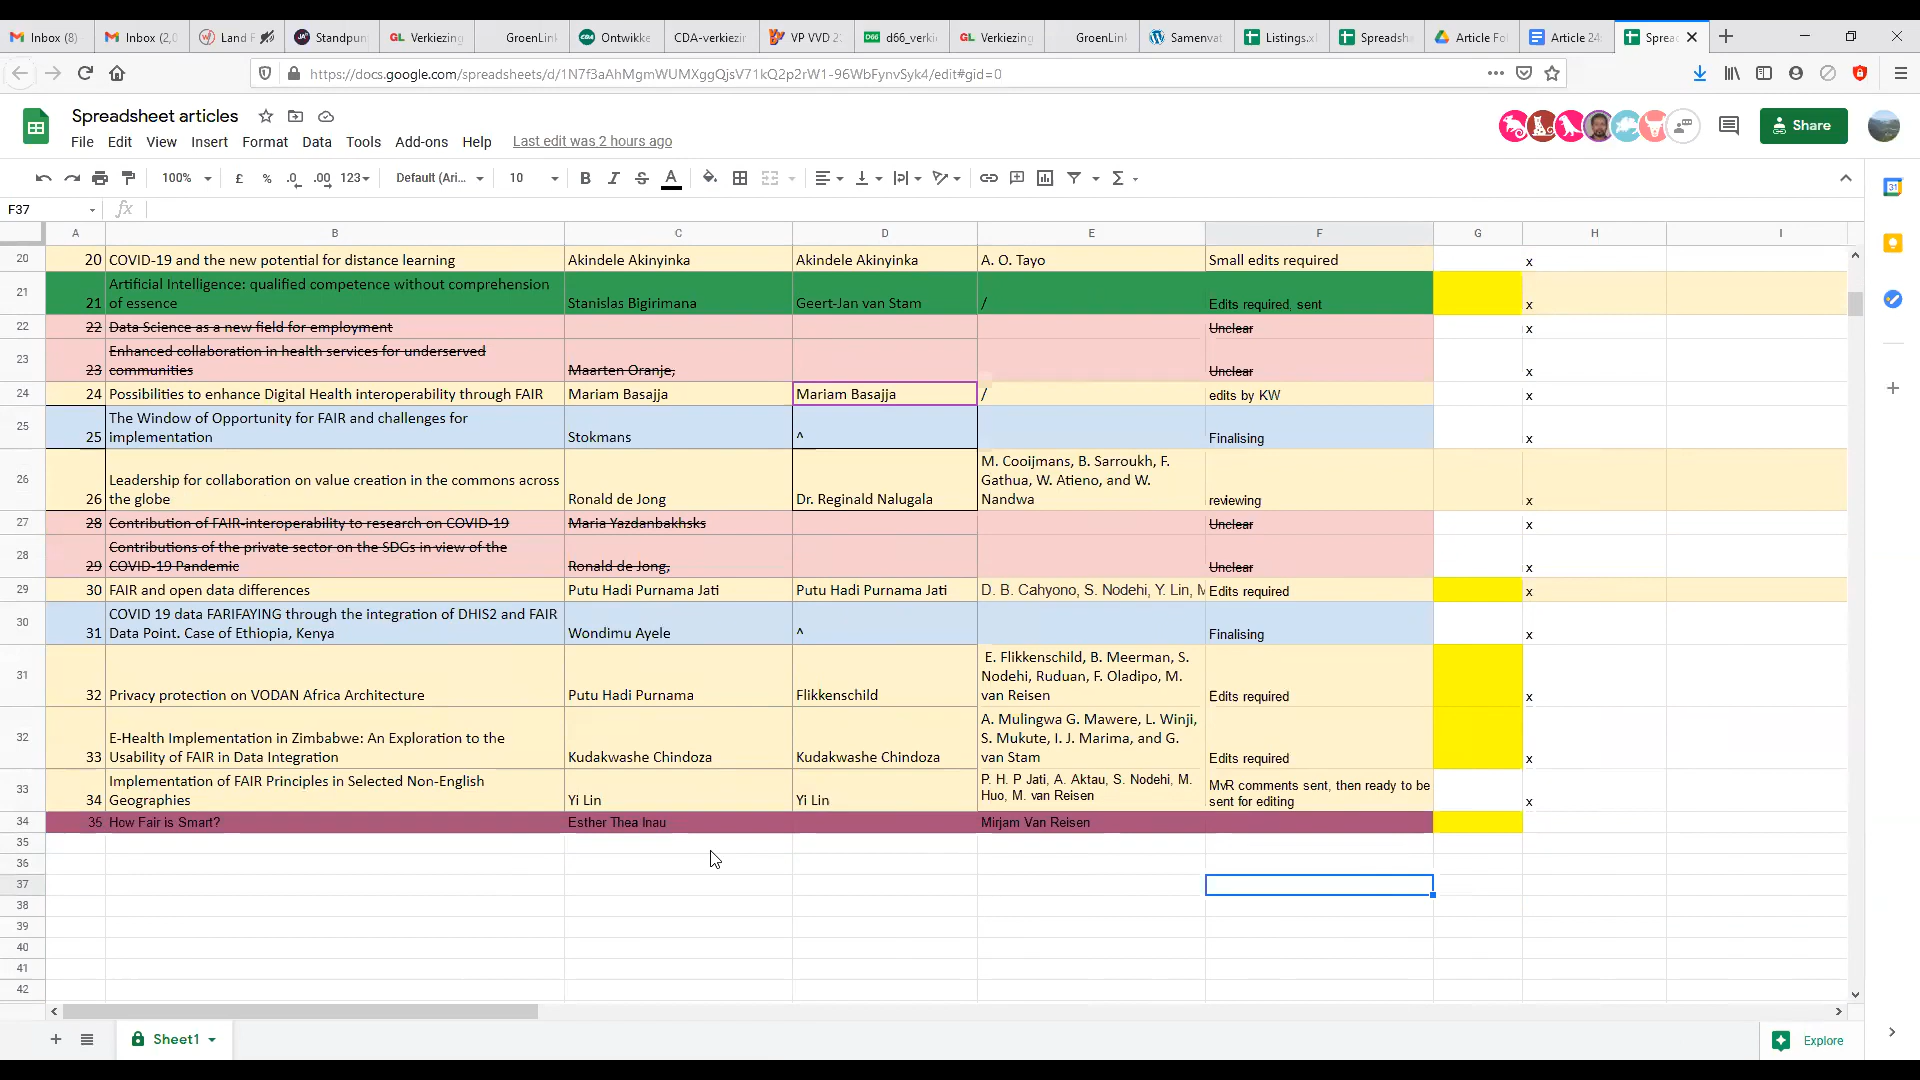 Inbox (8)
Inbox (2,0
Land F
Standpun
Verkiezing
GroenLink
Ontwikke
CDA-verkiezin
VP VVD 2
d66_verki
Verkiezing
GroenLink
Samenvat
Listings.x
Spreadsh
Article Fo
Article 24
Sprea
https://docs.google.com/spreadsheets/d/1N7f3aAhMgmWUMXggQjsV71kQ2p2rW1-96WbFynvSyk4/edit#gid=0
Spreadsheet articles
Share
File Edit View Insert Format Data Tools Add-ons Help Last edit was 2 hours ago
100% £ % .0 .00 123 Default (Ari... 10 B I S A
F37 fx
A B C D E F G H I
20 20 COVID-19 and the new potential for distance learning Akindele Akinyinka Akindele Akinyinka A. O. Tayo Small edits required x
Artificial Intelligence: qualified competence without comprehension
21 21 of essence Stanislas Bigirimana Geert-Jan van Stam / Edits required, sent x
22 22 Data Science as a new field for employment Unclear x
Enhanced collaboration in health services for underserved
23 23 communities Maarten Oranje, Unclear x
24 24 Possibilities to enhance Digital Health interoperability through FAIR Mariam Basajja Mariam Basajja / edits by KW x
The Window of Opportunity for FAIR and challenges for
25 25 implementation Stokmans ^ Finalising x
M. Cooijmans, B. Sarroukh, F.
Leadership for collaboration on value creation in the commons across Gathua, W. Atieno, and W.
26 26 the globe Ronald de Jong Dr. Reginald Nalugala Nandwa reviewing x
27 28 Contribution of FAIR-interoperability to research on COVID-19 Maria Yazdanbakhsks Unclear x
Contributions of the private sector on the SDGs in view of the
28 29 COVID-19 Pandemic Ronald de Jong, Unclear x
29 30 FAIR and open data differences Putu Hadi Purnama Jati Putu Hadi Purnama Jati D. B. Cahyono, S. Nodehi, Y. Lin, M Edits required x
COVID 19 data FARIFAYING through the integration of DHIS2 and FAIR
30 31 Data Point. Case of Ethiopia, Kenya Wondimu Ayele ^ Finalising x
E. Flikkenschild, B. Meerman, S.
Nodehi, Ruduan, F. Oladipo, M.
31 32 Privacy protection on VODAN Africa Architecture Putu Hadi Purnama Flikkenschild van Reisen Edits required x
A. Mulingwa G. Mawere, L. Winji,
E-Health Implementation in Zimbabwe: An Exploration to the S. Mukute, I. J. Marima, and G.
32 33 Usability of FAIR in Data Integration Kudakwashe Chindoza Kudakwashe Chindoza van Stam Edits required x
Implementation of FAIR Principles in Selected Non-English P. H. P Jati, A. Aktau, S. Nodehi, M. MvR comments sent, then ready to be
33 34 Geographies Yi Lin Yi Lin Huo, M. van Reisen sent for editing x
34 35 How Fair is Smart? Esther Thea Inau Mirjam Van Reisen
35
36
37
38
39
40
41
42
Sheet1
Explore